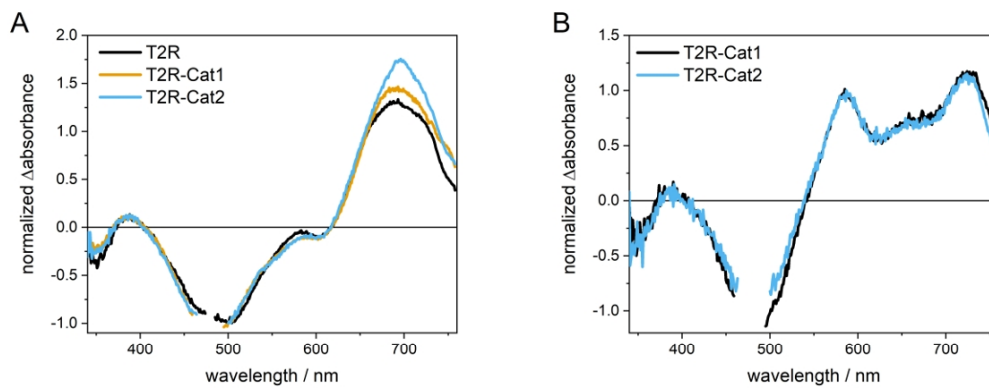 A
2.0
1.5
1.0
0.5
0.0
-0.5
-1.0
normalized Δabsorbance
T2R
T2R-Cat1
T2R-Cat2
400 500 600 700
wavelength / nm
B
1.5
1.0
0.5
0.0
-0.5
-1.0
normalized Δabsorbance
T2R-Cat1
T2R-Cat2
400 500 600 700
wavelength / nm